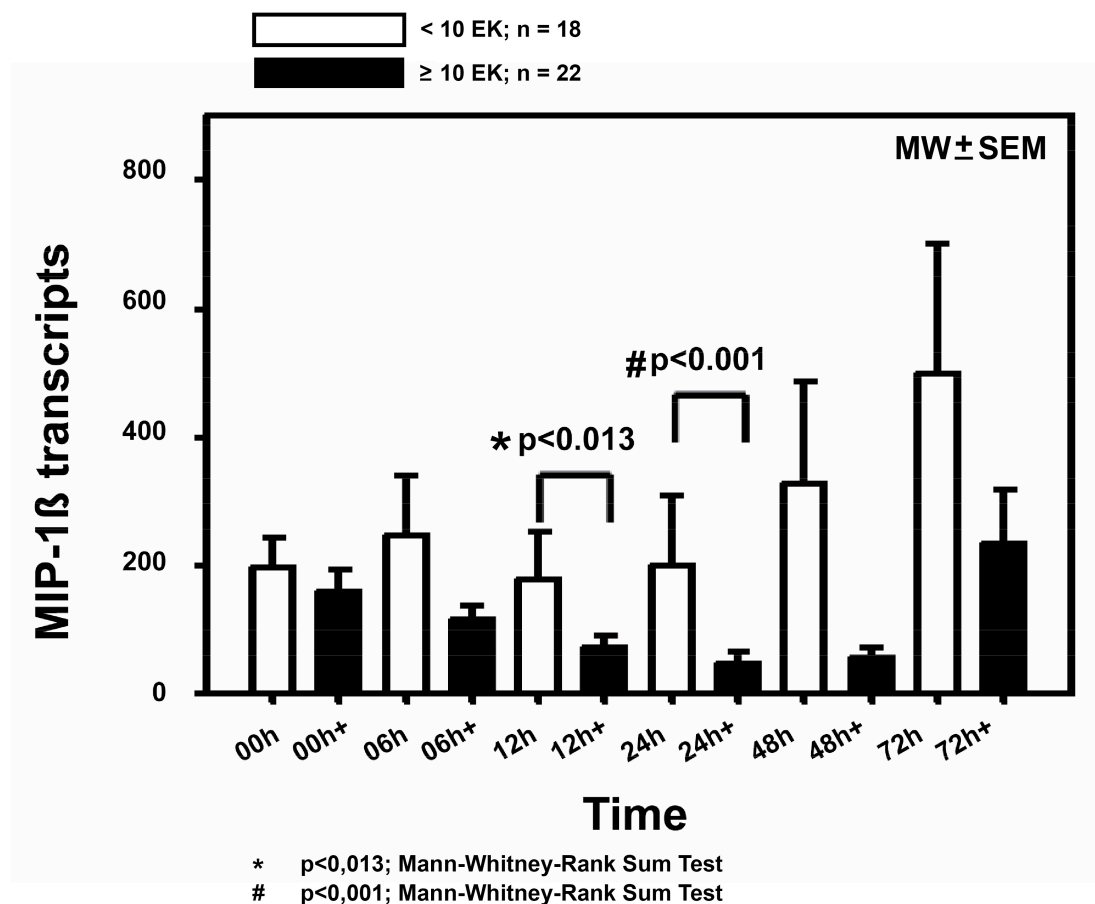 < 10 EK; n = 18
≥ 10 EK; n = 22
MW±SEM
MIP-1ß transcripts
800
600
400
200
0
#p<0.001
*p<0.013
00h 00h+ 06h 06h+ 12h 12h+ 24h 24h+ 48h 48h+ 72h 72h+
Time
* p<0,013; Mann-Whitney-Rank Sum Test
# p<0,001; Mann-Whitney-Rank Sum Test